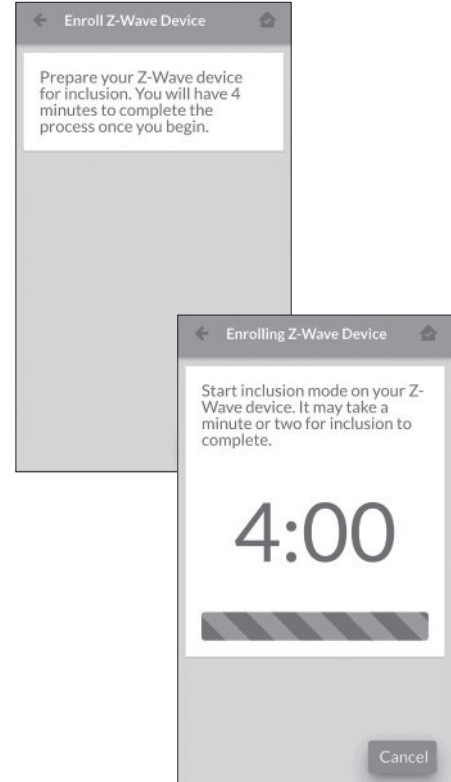 Enroll Z-Wave Device
Prepare your Z-Wave device
for inclusion. You will have 4
minutes to complete the
process once you begin.
Enrolling Z-Wave Device
Start inclusion mode on your Z-
Wave device. It may take a
minute or two for inclusion to
complete.
4:00
Cancel